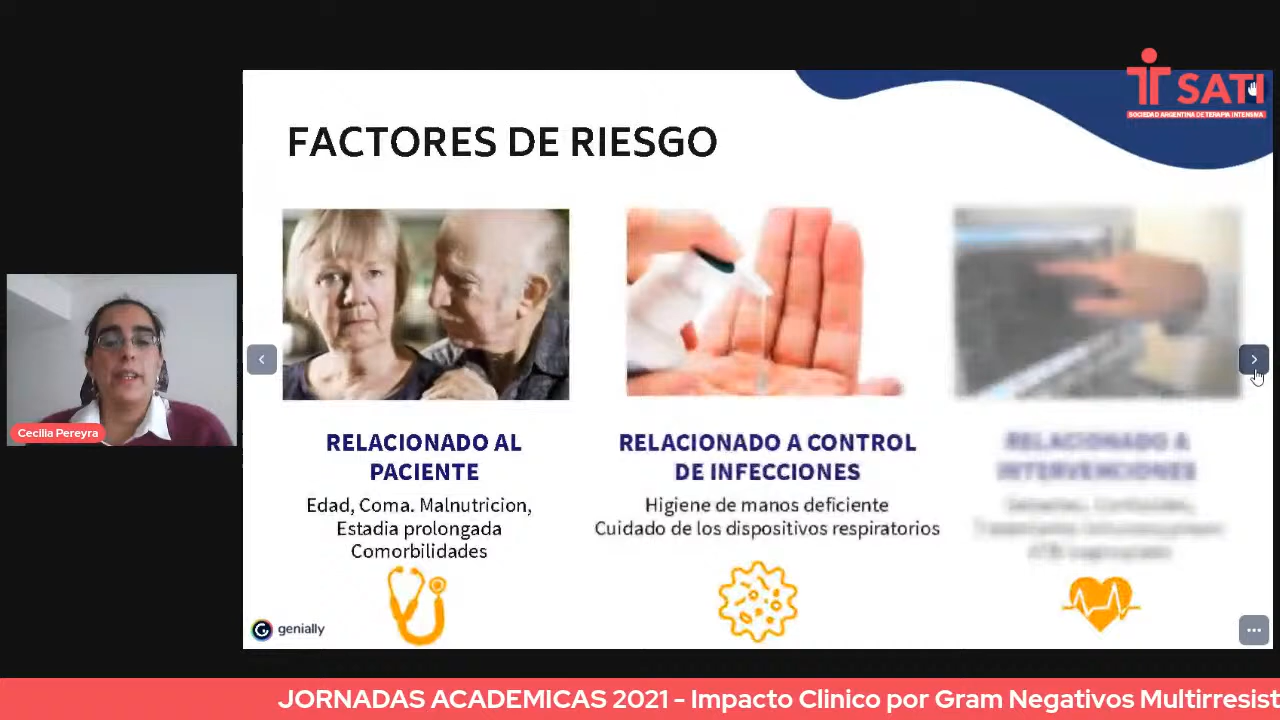 SATI
SOCIEDAD ARGENTINA DE TERAPIA INTENSIVA
FACTORES DE RIESGO
RELACIONADO AL
PACIENTE
Edad, Coma. Malnutricion,
Estadia prolongada
Comorbilidades
RELACIONADO A CONTROL
DE INFECCIONES
Higiene de manos deficiente
Cuidado de los dispositivos respiratorios
RELACIONADO A
INTERVENCIONES
Cecilia Pereyra
genially
JORNADAS ACADEMICAS 2021 - Impacto Clinico por Gram Negativos Multirresist